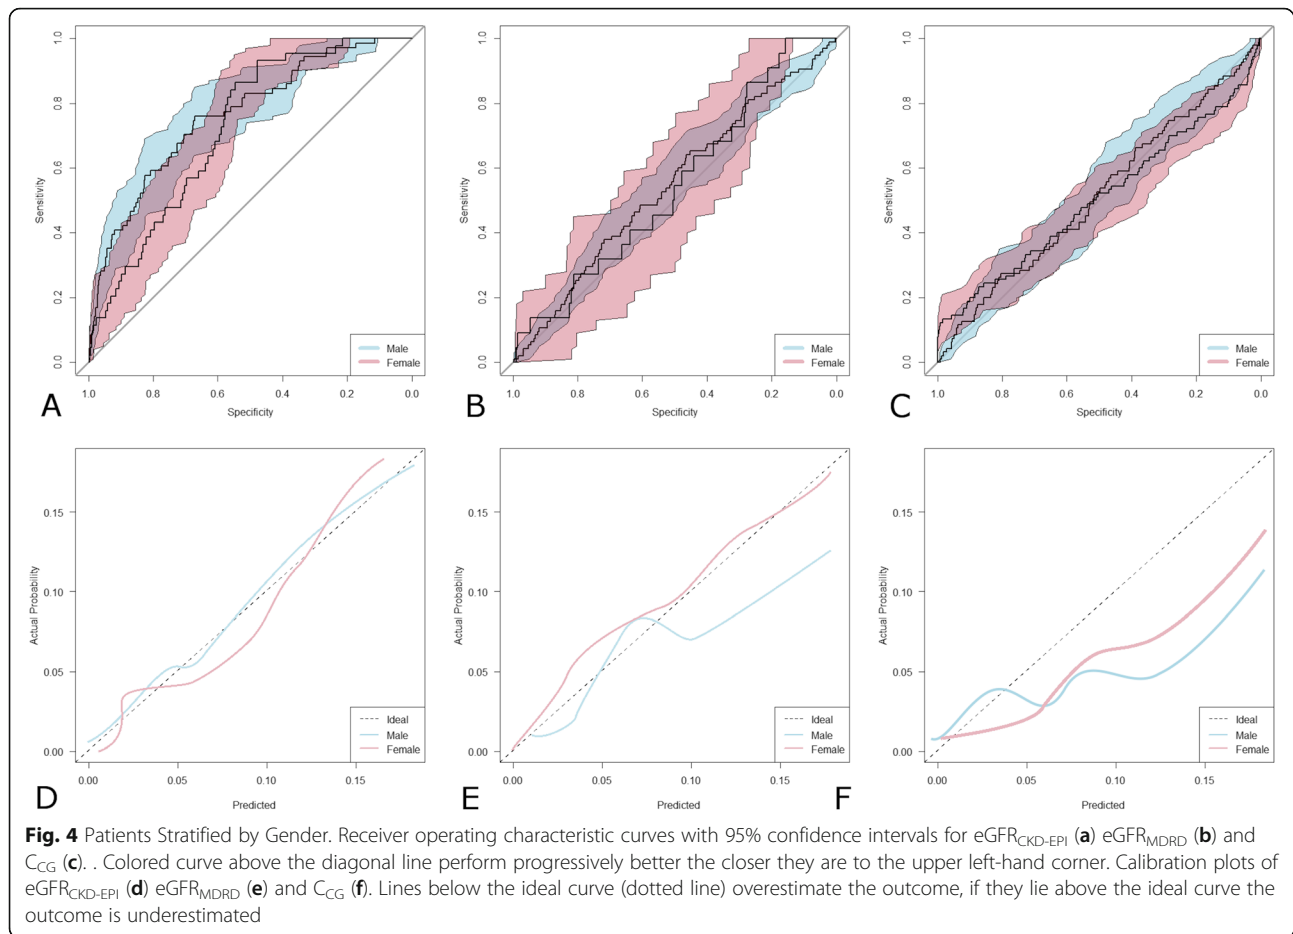 1.0
0.8
0.6
0.4
0.2
0.0
Sensitivity
1.0
0.8
0.6
0.4
0.2
0.0
Specificity
Male
Female
A
1.0
0.8
0.6
0.4
0.2
0.0
Sensitivity
1.0
0.8
0.6
0.4
0.2
0.0
Specificity
Male
Female
B
1.0
0.8
0.6
0.4
0.2
0.0
Sensitivity
1.0
0.8
0.6
0.4
0.2
0.0
Specificity
Male
Female
C
0.15
0.10
0.05
0.00
Actual Probability
0.00
0.05
0.10
0.15
Predicted
Ideal
Male
Female
D
0.15
0.10
0.05
0.00
Actual Probability
0.00
0.05
0.10
0.15
Predicted
Ideal
Male
Female
E
0.15
0.10
0.05
0.00
Actual Probability
0.00
0.05
0.10
0.15
Predicted
Ideal
Male
Female
F
Fig. 4 Patients Stratified by Gender. Receiver operating characteristic curves with 95% confidence intervals for eGFRCKD-EPI (a) eGFRMDRD (b) and
CCG (c). . Colored curve above the diagonal line perform progressively better the closer they are to the upper left-hand corner. Calibration plots of
eGFRCKD-EPI (d) eGFRMDRD (e) and CCG (f). Lines below the ideal curve (dotted line) overestimate the outcome, if they lie above the ideal curve the
outcome is underestimated